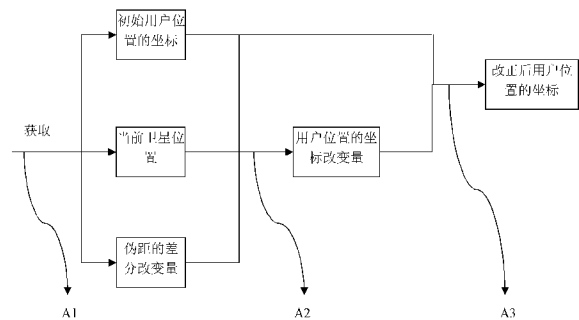 初始用户位
置的坐标
改正后用户位
置的坐标
获取
当前卫星位
置
用户位置的坐
标改变量
伪距的差
分改变量
A1
A2
A3